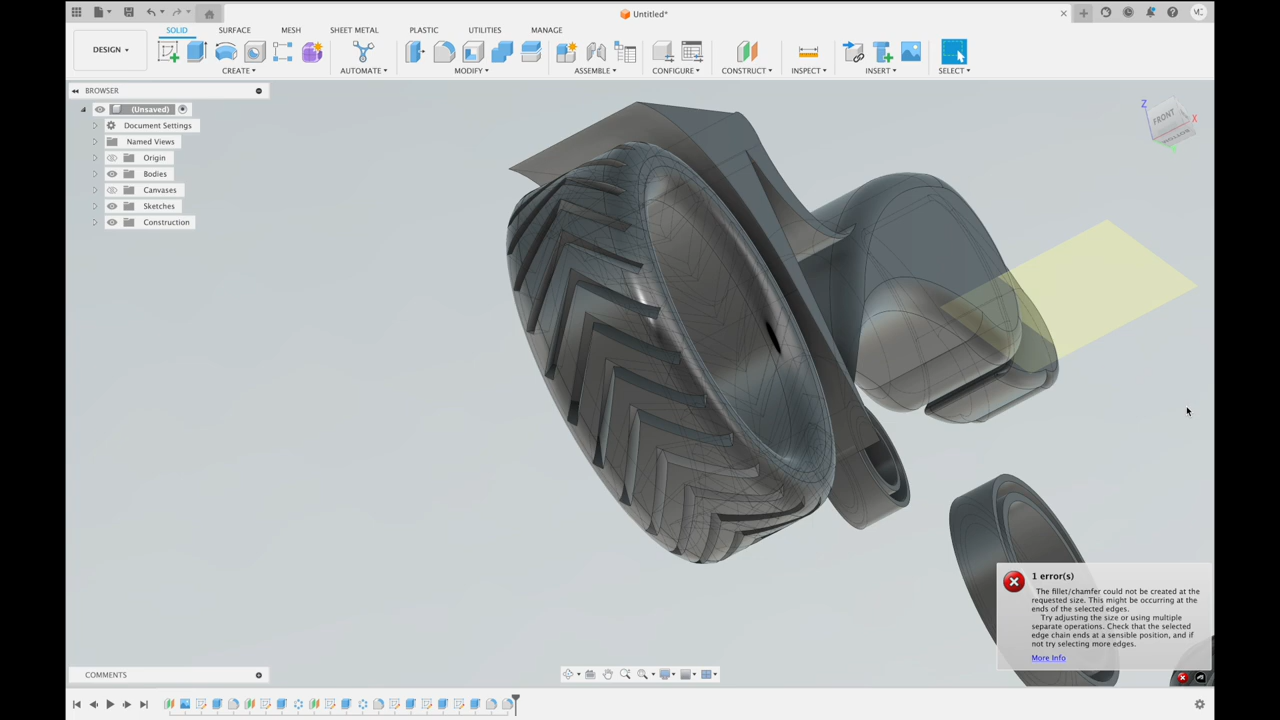 Untitled*
MC
DESIGN
SOLID
SURFACE
MESH
SHEET METAL
PLASTIC
UTILITIES
MANAGE
CREATE
AUTOMATE
MODIFY
ASSEMBLE
CONFIGURE
CONSTRUCT
INSPECT
INSERT
SELECT
BROWSER
(Unsaved)
Document Settings
Named Views
Origin
Bodies
Canvases
Sketches
Construction
Z
FRONT
X
1 error(s)
The fillet/chamfer could not be created at the
requested size. This might be occurring at the
ends of the selected edges.
Try adjusting the size or using multiple
separate operations. Check that the selected
edge chain ends at a sensible position, and if
not try selecting more edges.
More Info
COMMENTS